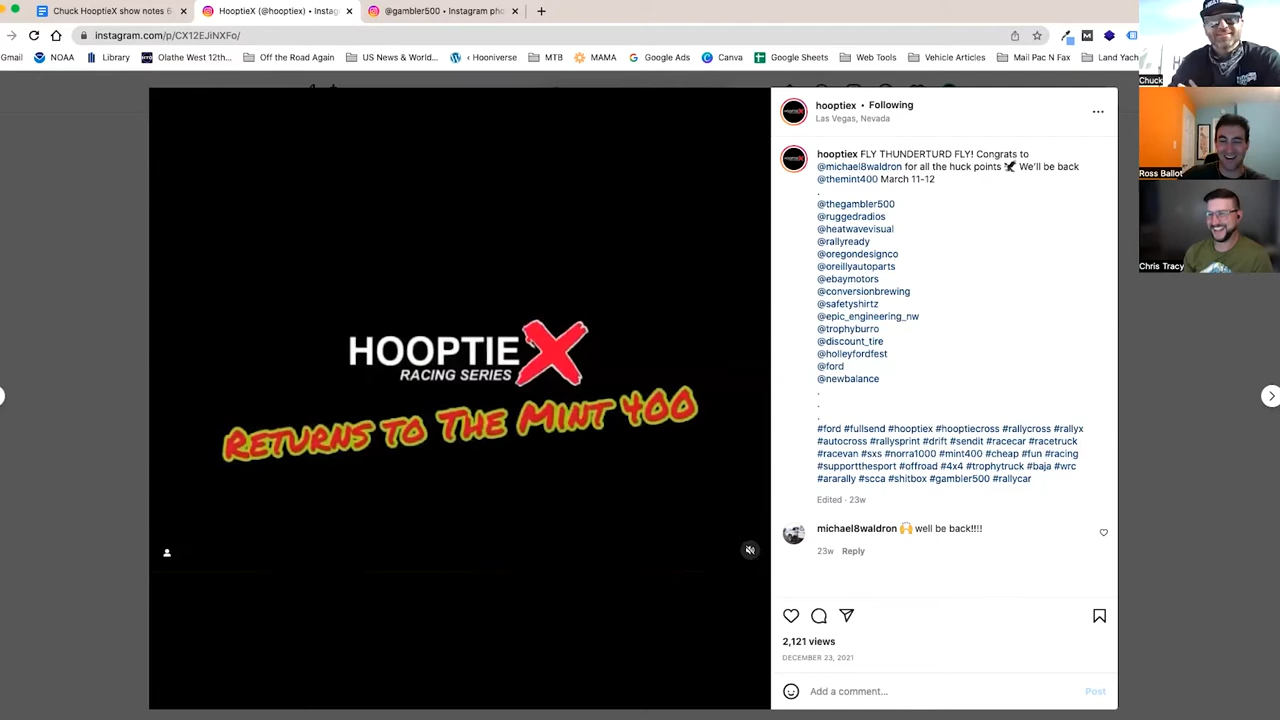 Chuck HooptieX show notes 6-
HooptieX (@hooptiex) • Instag
@gambler500 • Instagram pho
instagram.com/p/CX12EJiNXFo/
Gmail
NOAA
Library
Olathe West 12th...
Off the Road Again
US News & World...
‹ Hooniverse
MTB
MAMA
Google Ads
Canva
Google Sheets
Web Tools
Vehicle Articles
Mail Pac N Fax
Land Yach
Chuck
Ross Ballot
Chris Tracy
HOOPTIE X
RACING SERIES
RETURNS TO THE MINT 400
hooptiex • Following
Las Vegas, Nevada
hooptiex FLY THUNDERTURD FLY! Congrats to
@michael8waldron for all the huck points 🦅 We'll be back
@themint400 March 11-12
.
@thegambler500
@ruggedradios
@heatwavevisual
@rallyready
@oregondesignco
@oreillyautoparts
@ebaymotors
@conversionbrewing
@safetyshirtz
@epic_engineering_nw
@trophyburro
@discount_tire
@holleyfordfest
@ford
@newbalance
.
.
.
#ford #fullsend #hooptiex #hooptiecross #rallycross #rallyx
#autocross #rallysprint #drift #sendit #racecar #racetruck
#racevan #sxs #norra1000 #mint400 #cheap #fun #racing
#supportthesport #offroad #4x4 #trophytruck #baja #wrc
#ararally #scca #shitbox #gambler500 #rallycar
Edited · 23w
michael8waldron 🙌 well be back!!!!
23w Reply
2,121 views
DECEMBER 23, 2021
Add a comment...
Post